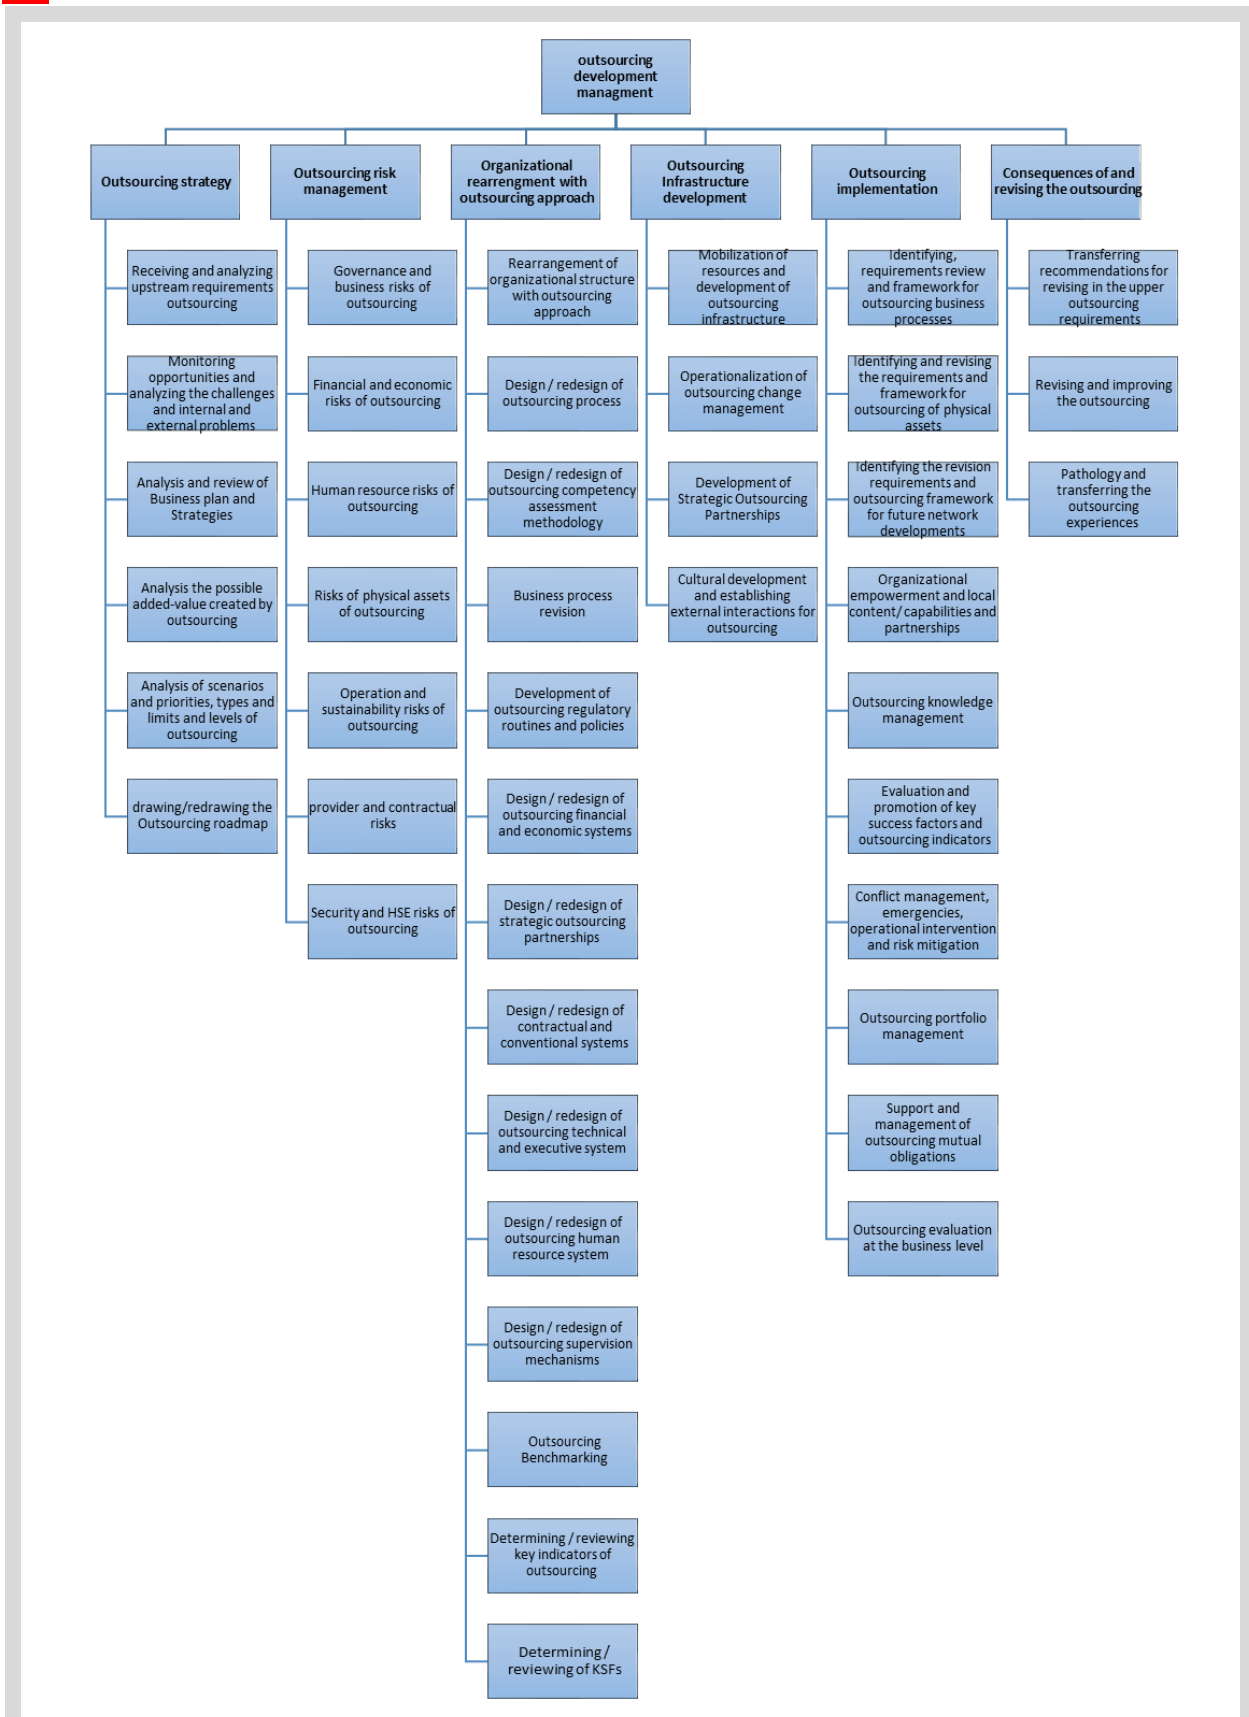 outsourcing
development
managment
Outsourcing strategy
Receiving and analyzing
upstream requirements
outsourcing
Monitoring
opportunities and
analyzing the challenges
and internal and
external problems
Analysis and review of
Business plan and
Strategies
Analysis the possible
added-value created by
outsourcing
Analysis of scenarios
and priorities, types and
limits and levels of
outsourcing
drawing/redrawing the
Outsourcing roadmap
Outsourcing risk
management
Governance and
business risks of
outsourcing
Financial and economic
risks of outsourcing
Human resource risks of
outsourcing
Risks of physical assets
of outsourcing
Operation and
sustainability risks of
outsourcing
provider and contractual
risks
Security and HSE risks of
outsourcing
Organizational
rearrengment with
outsourcing approach
Rearrangement of
organizational structure
with outsourcing
approach
Design / redesign of
outsourcing process
Design / redesign of
outsourcing competency
assessment
methodology
Business process
revision
Development of
outsourcing regulatory
routines and policies
Design / redesign of
outsourcing financial
and economic systems
Design / redesign of
strategic outsourcing
partnerships
Design / redesign of
contractual and
conventional systems
Design / redesign of
outsourcing technical
and executive system
Design / redesign of
outsourcing human
resource system
Design / redesign of
outsourcing supervision
mechanisms
Outsourcing
Benchmarking
Determining / reviewing
key indicators of
outsourcing
Determining /
reviewing of KSFs
Outsourcing
Infrastructure
development
Mobilization of
resources and
development of
outsourcing
infrastructure
Operationalization of
outsourcing change
management
Development of
Strategic Outsourcing
Partnerships
Cultural development
and establishing
external interactions for
outsourcing
Outsourcing
implementation
Identifying,
requirements review
and framework for
outsourcing business
processes
Identifying and revising
the requirements and
framework for
outsourcing of physical
assets
Identifying the revision
requirements and
outsourcing framework
for future network
developments
Organizational
empowerment and local
content/ capabilities and
partnerships
Outsourcing knowledge
management
Evaluation and
promotion of key
success factors and
outsourcing indicators
Conflict management,
emergencies,
operational intervention
and risk mitigation
Outsourcing portfolio
management
Support and
management of
outsourcing mutual
obligations
Outsourcing evaluation
at the business level
Consequences of and
revising the outsourcing
Transferring
recommendations for
revising in the upper
outsourcing
requirements
Revising and improving
the outsourcing
Pathology and
transferring the
outsourcing
experiences